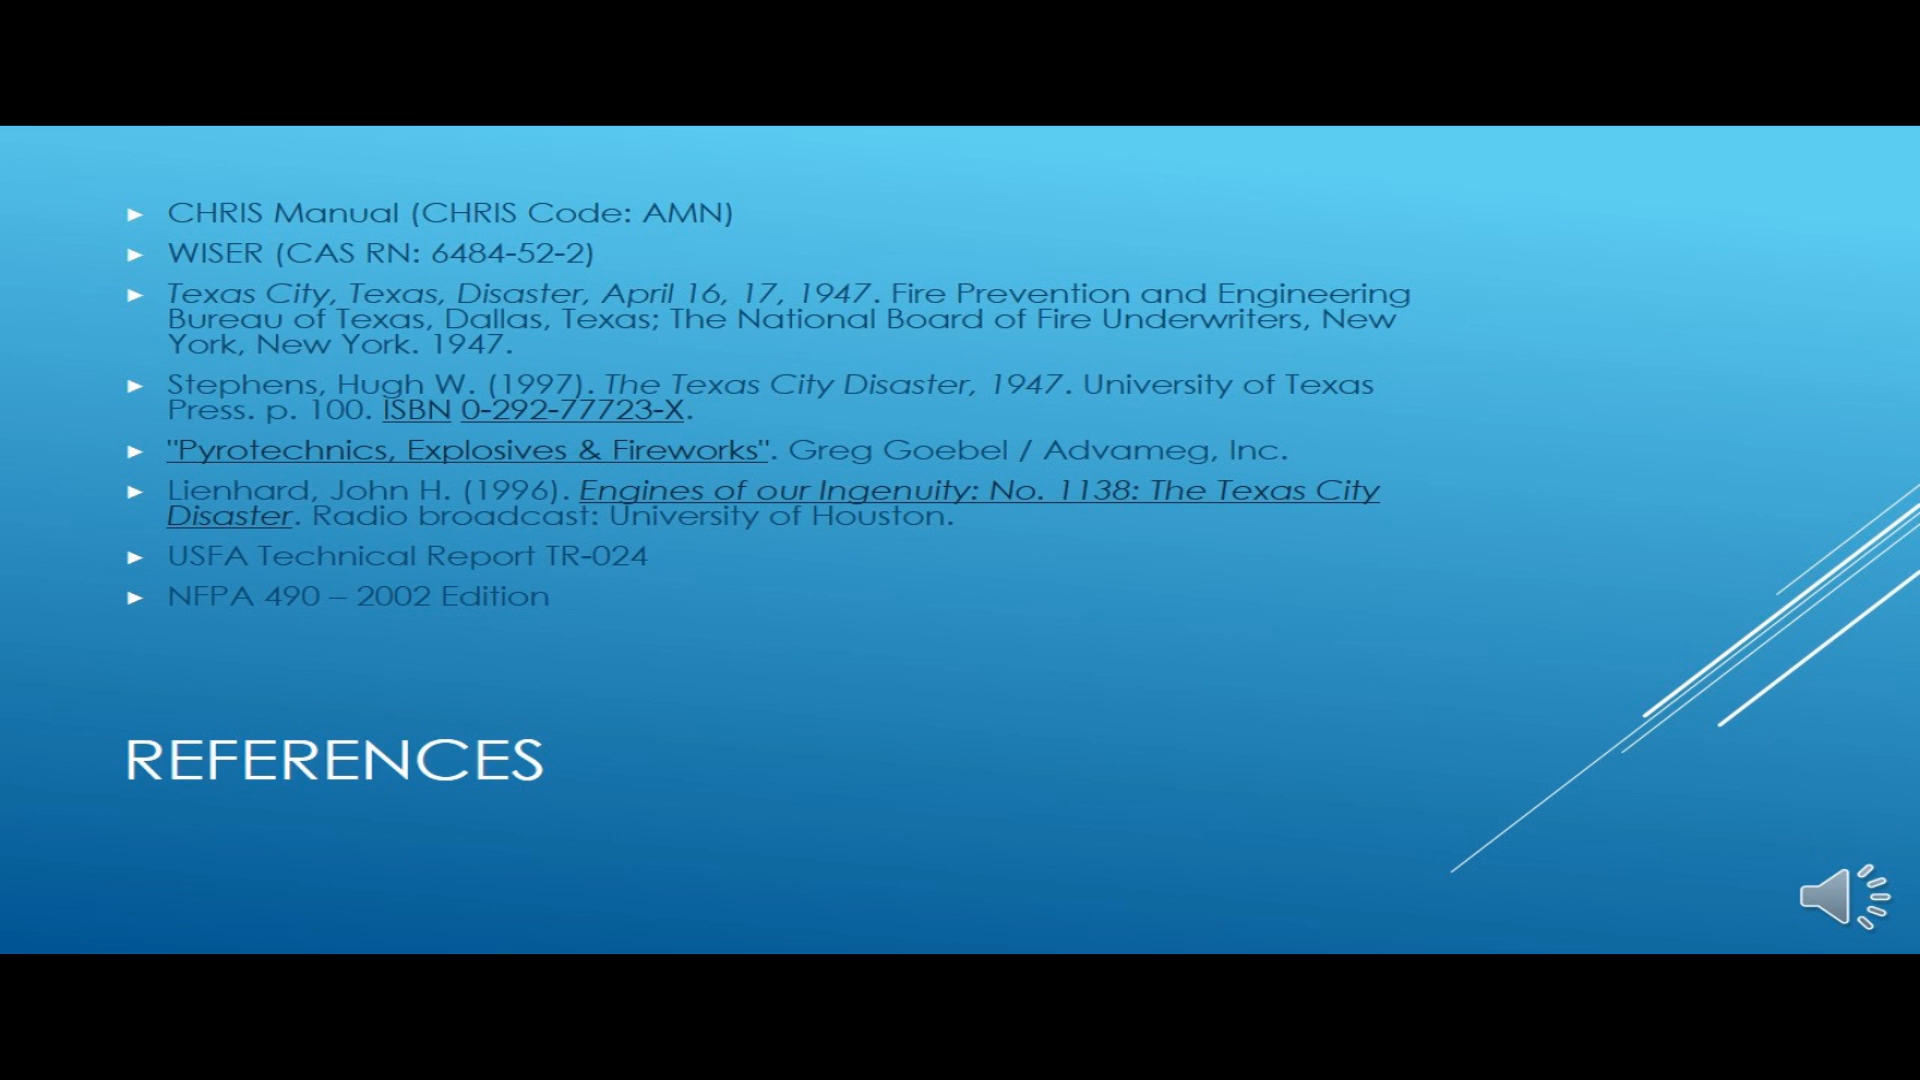 CHRIS Manual (CHRIS Code: AMN)
WISER (CAS RN: 6484-52-2)
Texas City, Texas, Disaster, April 16, 17, 1947. Fire Prevention and Engineering
Bureau of Texas, Dallas, Texas; The National Board of Fire Underwriters, New
York, New York. 1947.
Stephens, Hugh W. (1997). The Texas City Disaster, 1947. University of Texas
Press. p. 100. ISBN 0-292-77723-X.
"Pyrotechnics, Explosives & Fireworks". Greg Goebel / Advameg, Inc.
Lienhard, John H. (1996). Engines of our Ingenuity: No. 1138: The Texas City
Disaster. Radio broadcast: University of Houston.
USFA Technical Report TR-024
NFPA 490 – 2002 Edition
REFERENCES